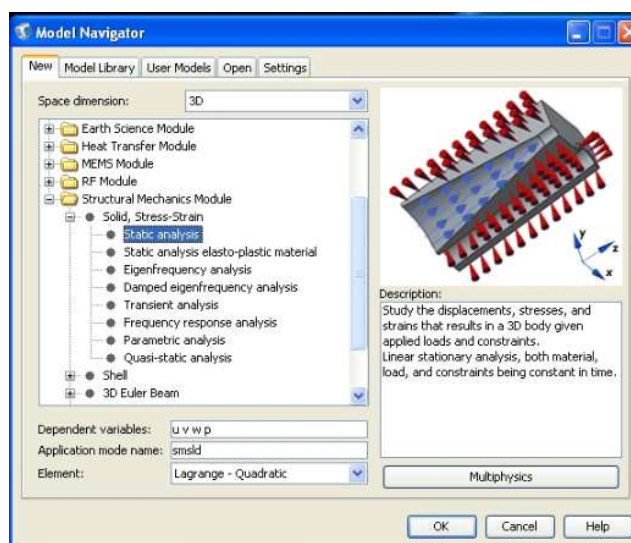 Model Navigator
New Model Library User Models Open Settings
Space dimension: 3D
Earth Science Module
Heat Transfer Module
MEMS Module
RF Module
Structural Mechanics Module
Solid, Stress-Strain
Static analysis
Static analysis elasto-plastic material
Eigenfrequency analysis
Damped eigenfrequency analysis
Transient analysis
Frequency response analysis
Parametric analysis
Quasi-static analysis
Shell
3D Euler Beam
Dependent variables: u v w p
Application mode name: smsld
Element: Lagrange - Quadratic
y
z
x
Description:
Study the displacements, stresses, and
strains that results in a 3D body given
applied loads and constraints.
Linear stationary analysis, both material,
load, and constraints being constant in time.
Multiphysics
OK Cancel Help